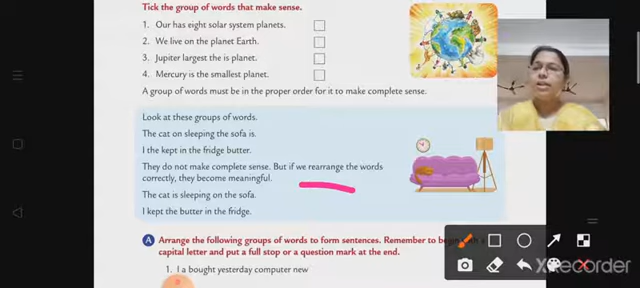 Tick the group of words that make sense.
1. Our has eight solar system planets.
2. We live on the planet Earth.
3. Jupiter largest the is planet.
4. Mercury is the smallest planet.
A group of words must be in the proper order for it to make complete sense.
Look at these groups of words.
The cat on sleeping the sofa is.
I the kept in the fridge butter.
They do not make complete sense. But if we rearrange the words
correctly, they become meaningful.
The cat is sleeping on the sofa.
I kept the butter in the fridge.
A Arrange the following groups of words to form sentences. Remember to begin
capital letter and put a full stop or a question mark at the end.
1. I a bought yesterday computer new
XRECORDER